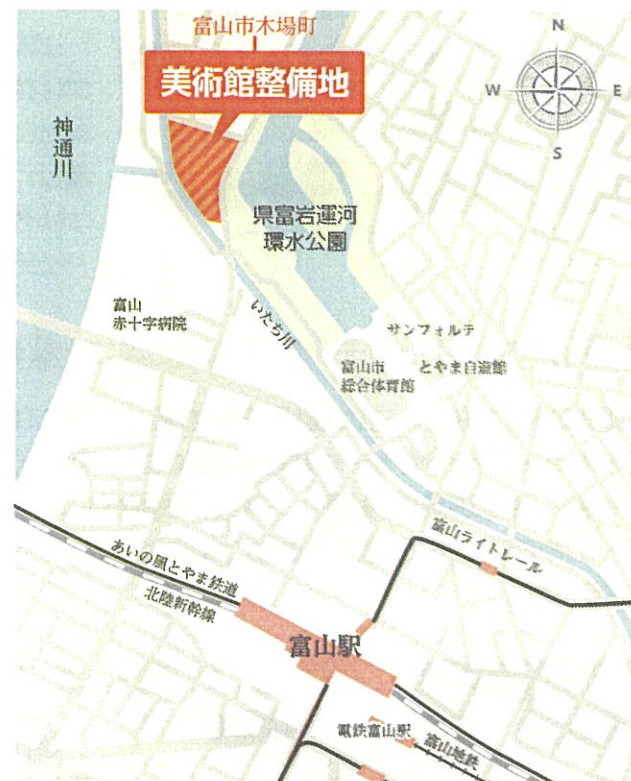 富山市木場町
美術館整備地
N
W
E
S
神通川
県富岩運河
環水公園
富山
赤十字病院
いたち川
サンフォルテ
富山市
総合体育館
とやま自遊館
富山ライトレール
あいの風とやま鉄道
北陸新幹線
富山駅
電鉄富山駅
富山地鉄